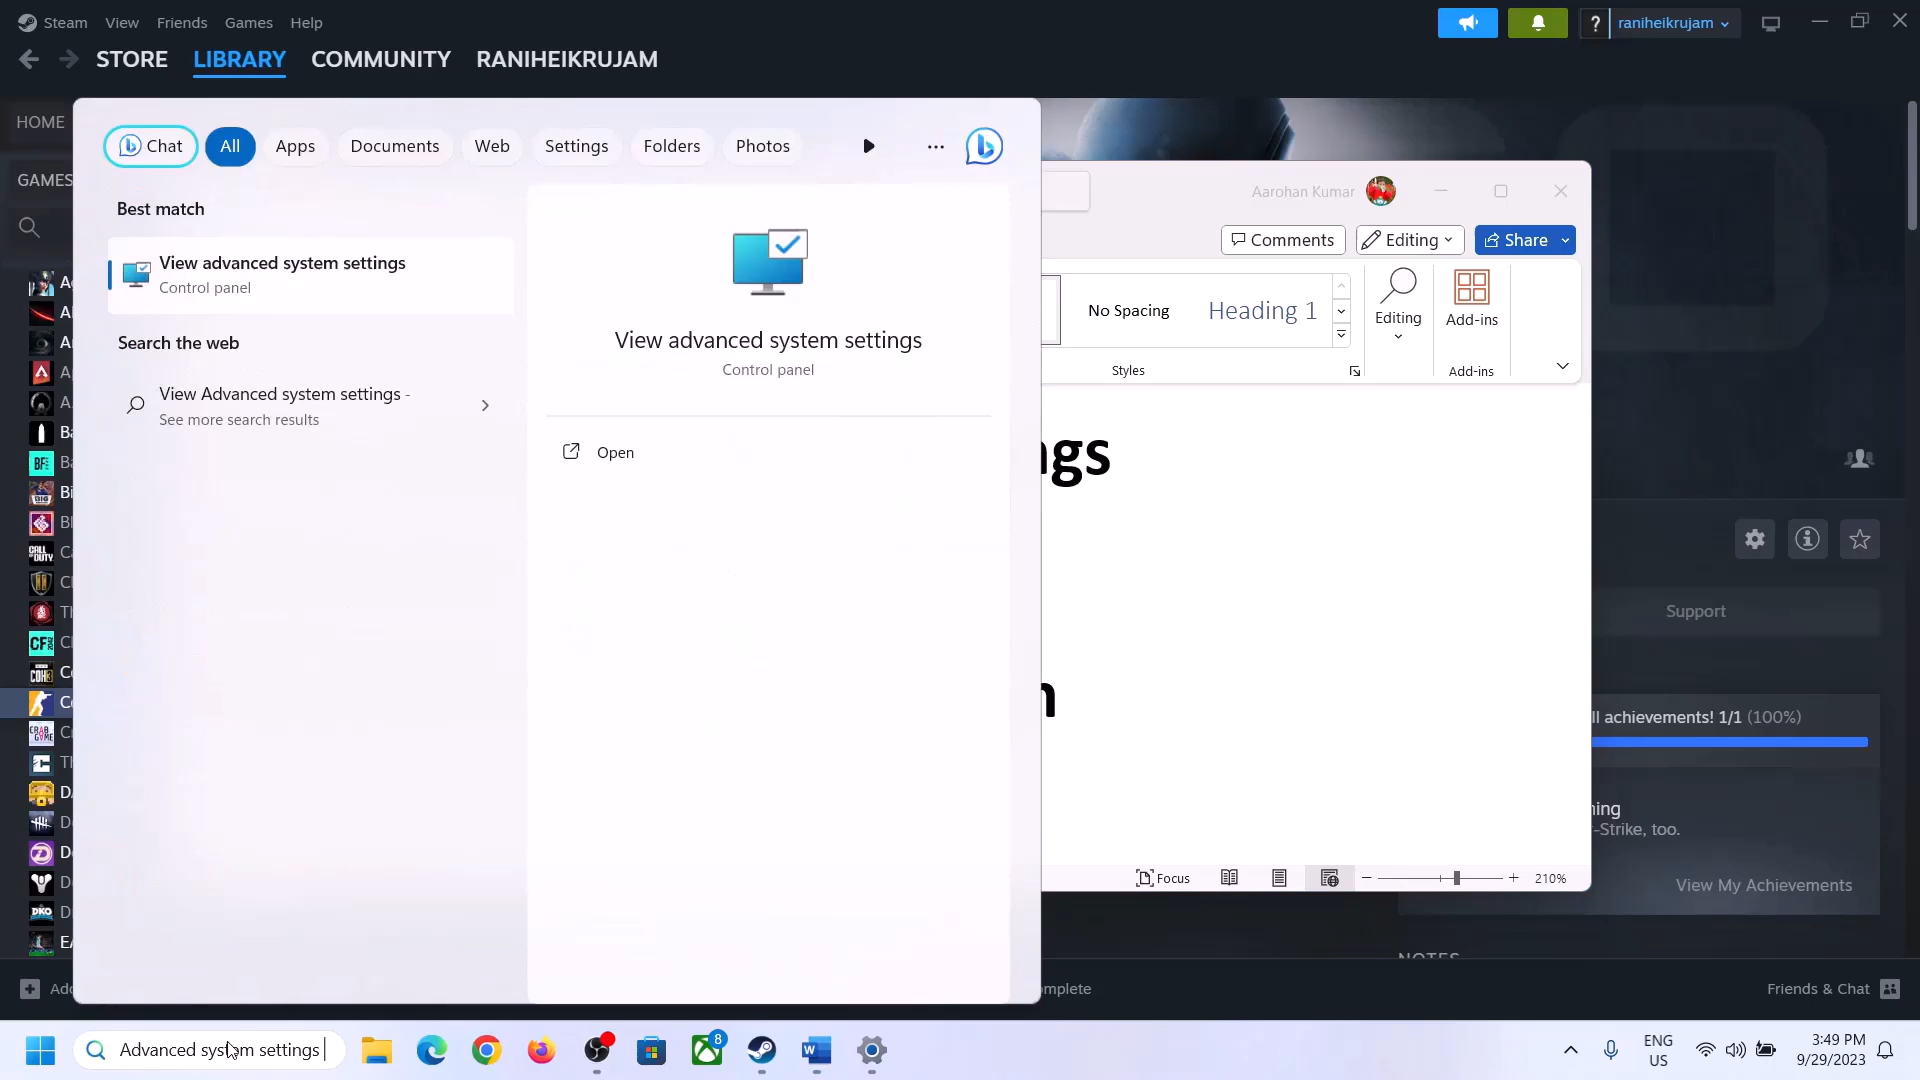 Steam View Friends Games Help
raniheikrujam
STORE LIBRARY COMMUNITY RANIHEIKRUJAM
HOME
GAMES
Chat All Apps Documents Web Settings Folders Photos
Best match
View advanced system settings
Control panel
Search the web
View Advanced system settings -
See more search results
View advanced system settings
Control panel
Open
Aarohan Kumar
Comments Editing Share
No Spacing Heading 1
Editing
Add-ins
Styles
Add-ins
ngs
Focus
210%
Support
ll achievements! 1/1 (100%)
-Strike, too.
View My Achievements
NOTES
mplete
Friends & Chat
Advanced system settings
8
ENG
US
3:49 PM
9/29/2023